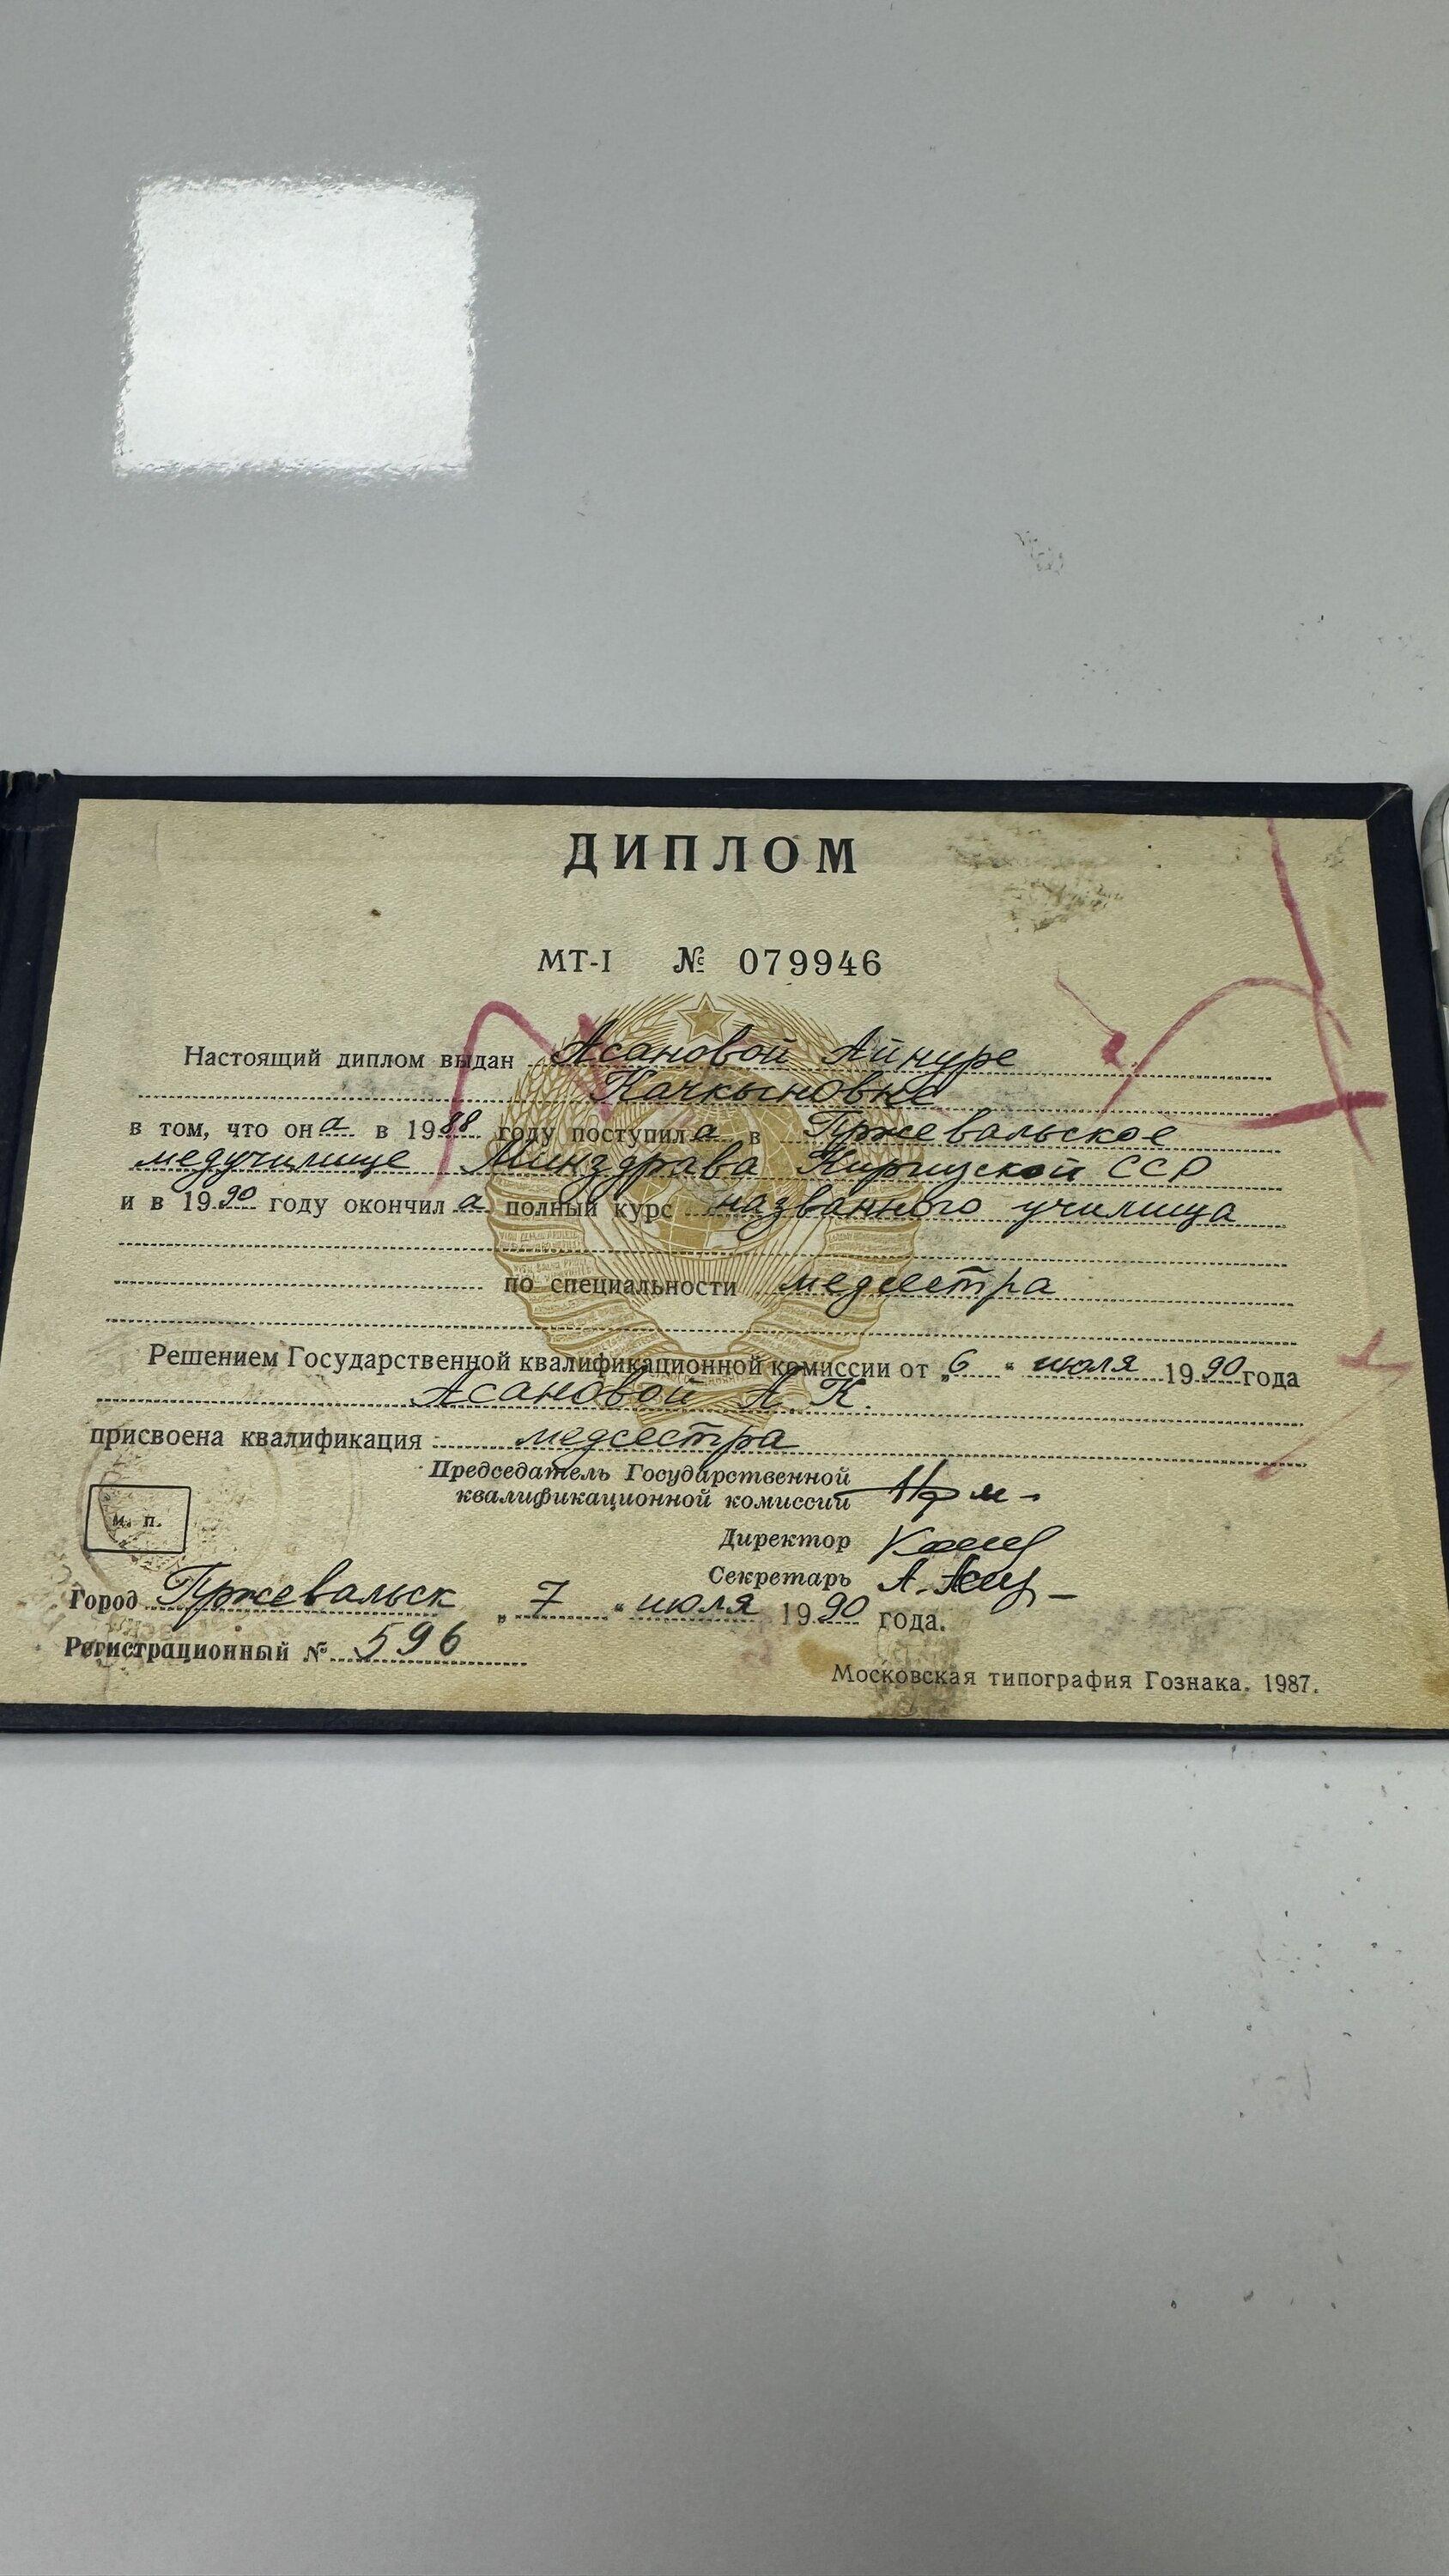 ДИПЛОМ
МТ-I № 079946
Настоящий диплом выдан Асановой Айнуре
Качкыновне
в том, что она в 1988 году поступила в Пржевальское
медучилище Минздрава Киргизской ССР
и в 1990 году окончила полный курс названного училища
по специальности медсестра
Решением Государственной квалификационной комиссии от „6“ июля 1990 года
Асановой А.К.
присвоена квалификация медсестра
Председатель Государственной
квалификационной комиссии
м. п.
Директор
Секретарь
Город Пржевальск „7“ июля 1990 года.
Регистрационный № 596
Московская типография Гознака. 1987.